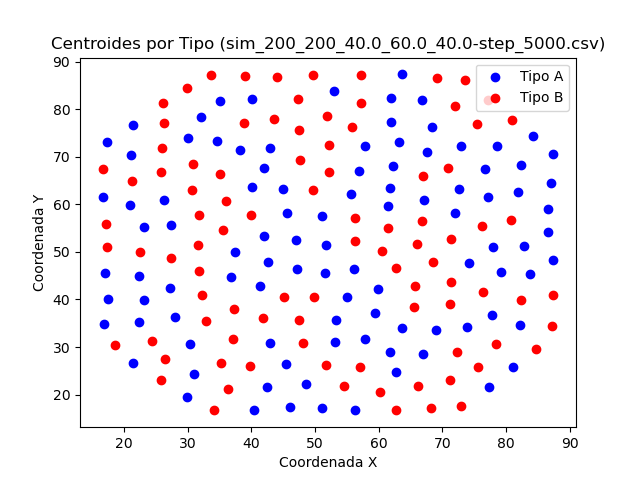 Centroides por Tipo (sim_200_200_40.0_60.0_40.0-step_5000.csv)
Tipo A
Tipo B
90
80
70
60
50
40
30
20
Coordenada Y
20 30 40 50 60 70 80 90
Coordenada X